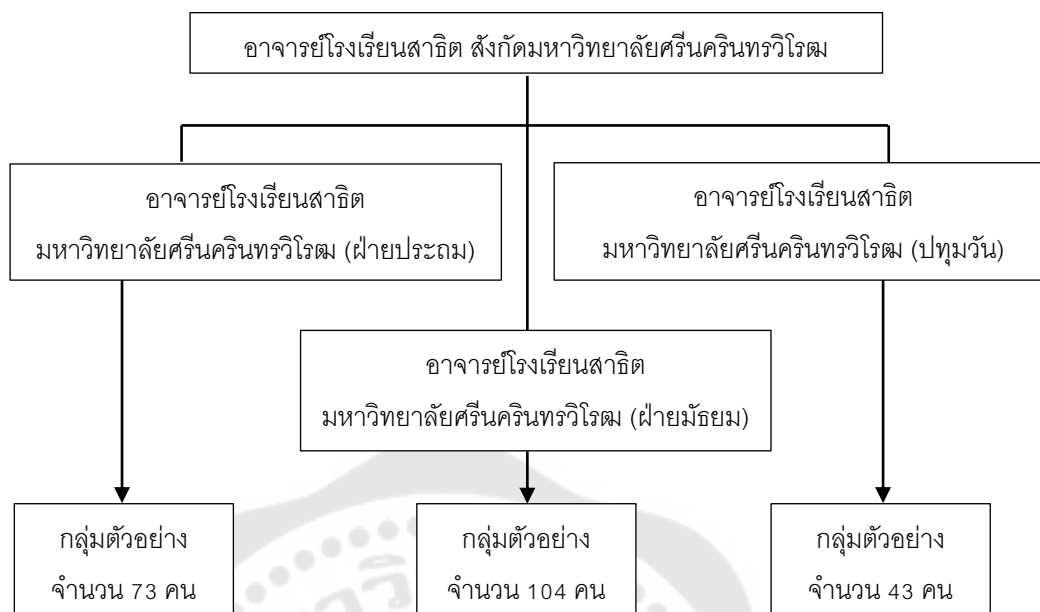 อาจารย์โรงเรียนสาธิต สังกัดมหาวิทยาลัยศรีนครินทรวิโรฒ
อาจารย์โรงเรียนสาธิต
มหาวิทยาลัยศรีนครินทรวิโรฒ (ฝ่ายประถม)
อาจารย์โรงเรียนสาธิต
มหาวิทยาลัยศรีนครินทรวิโรฒ (ปทุมวัน)
อาจารย์โรงเรียนสาธิต
มหาวิทยาลัยศรีนครินทรวิโรฒ (ฝ่ายมัธยม)
กลุ่มตัวอย่าง
จำนวน 73 คน
กลุ่มตัวอย่าง
จำนวน 104 คน
กลุ่มตัวอย่าง
จำนวน 43 คน